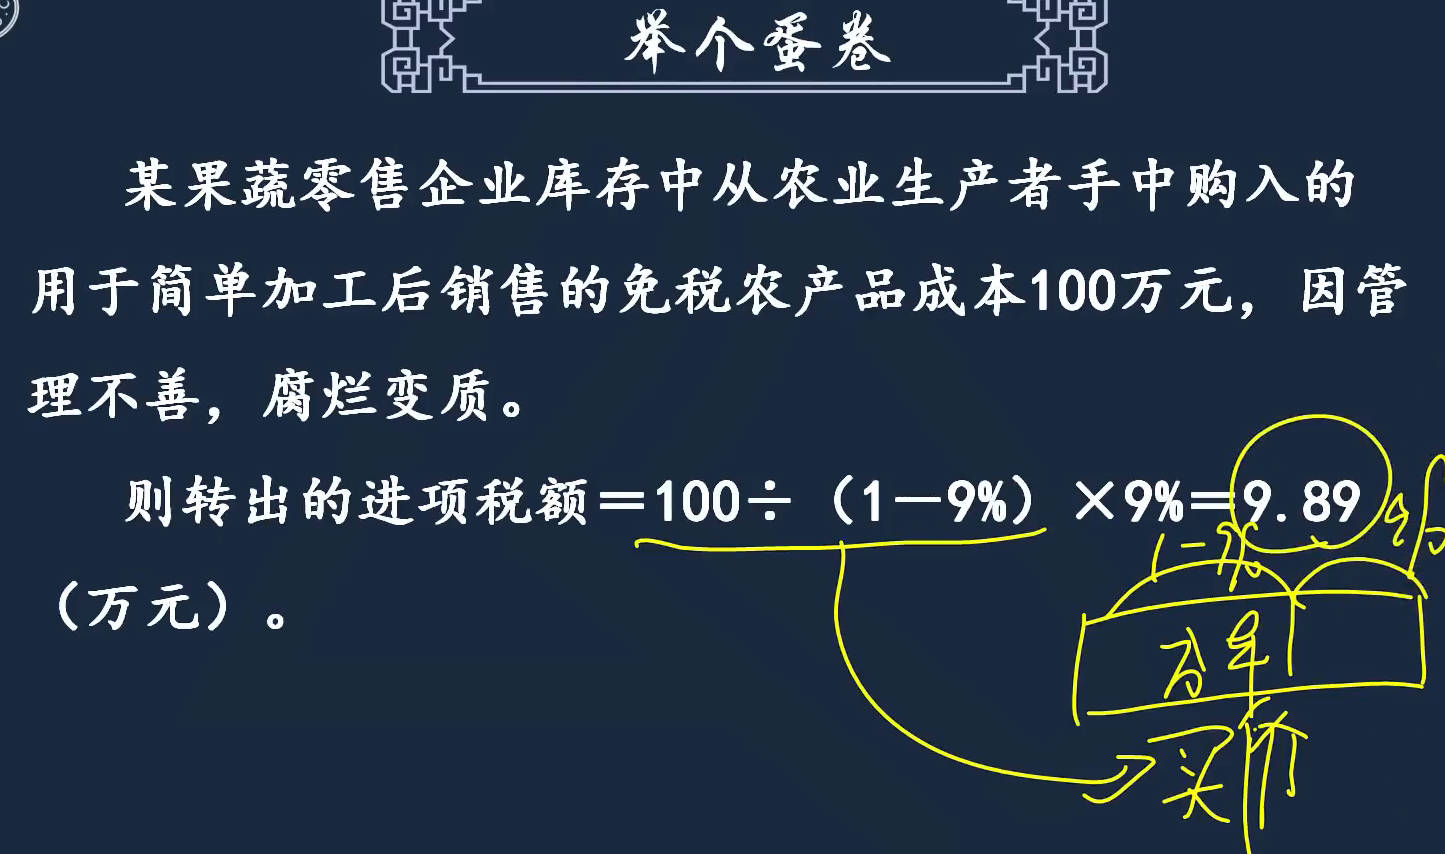 举个蛋卷
某果蔬零售企业库存中从农业生产者手中购入的
用于简单加工后销售的免税农产品成本100万元，因管
理不善，腐烂变质。
则转出的进项税额＝100÷（1－9%）×9%＝9.89
（万元）。
1-9%
买价